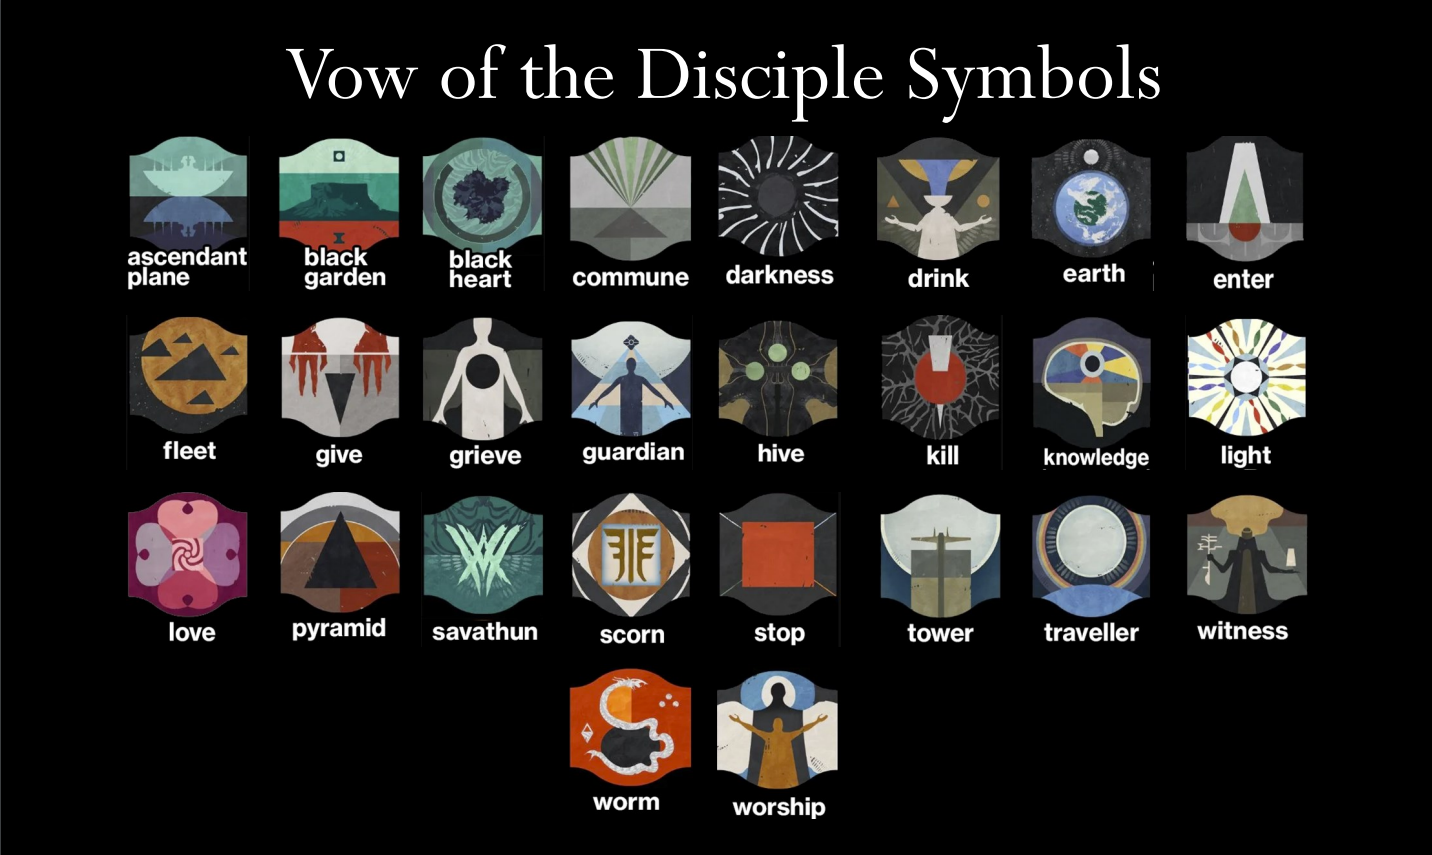 Vow of the Disciple Symbols
ascendant
plane
black
garden
black
heart
commune
darkness
drink
earth
enter
fleet
give
grieve
guardian
hive
kill
knowledge
light
love
pyramid
savathun
scorn
stop
tower
traveller
witness
worm
worship